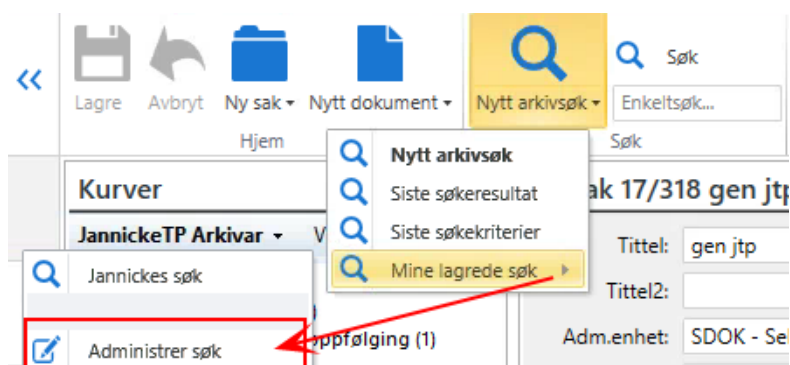 «
Lagre Avbryt Ny sak Nytt dokument Nytt arkivsøk Søk
Enkeltsøk...
Hjem Søk
Nytt arkivsøk
Siste søkeresultat
Siste søkekriterier
Mine lagrede søk
Kurver
JannickeTP Arkivar V
Jannickes søk
Administrer søk
ppfølging (1)
ak 17/318 gen jtp
Tittel: gen jtp
Tittel2:
Adm.enhet: SDOK - Sel